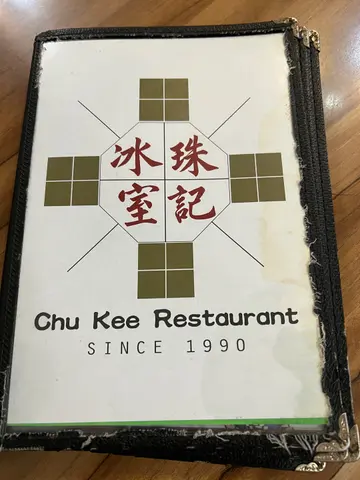 冰珠
室記
Chu Kee Restaurant
SINCE 1990